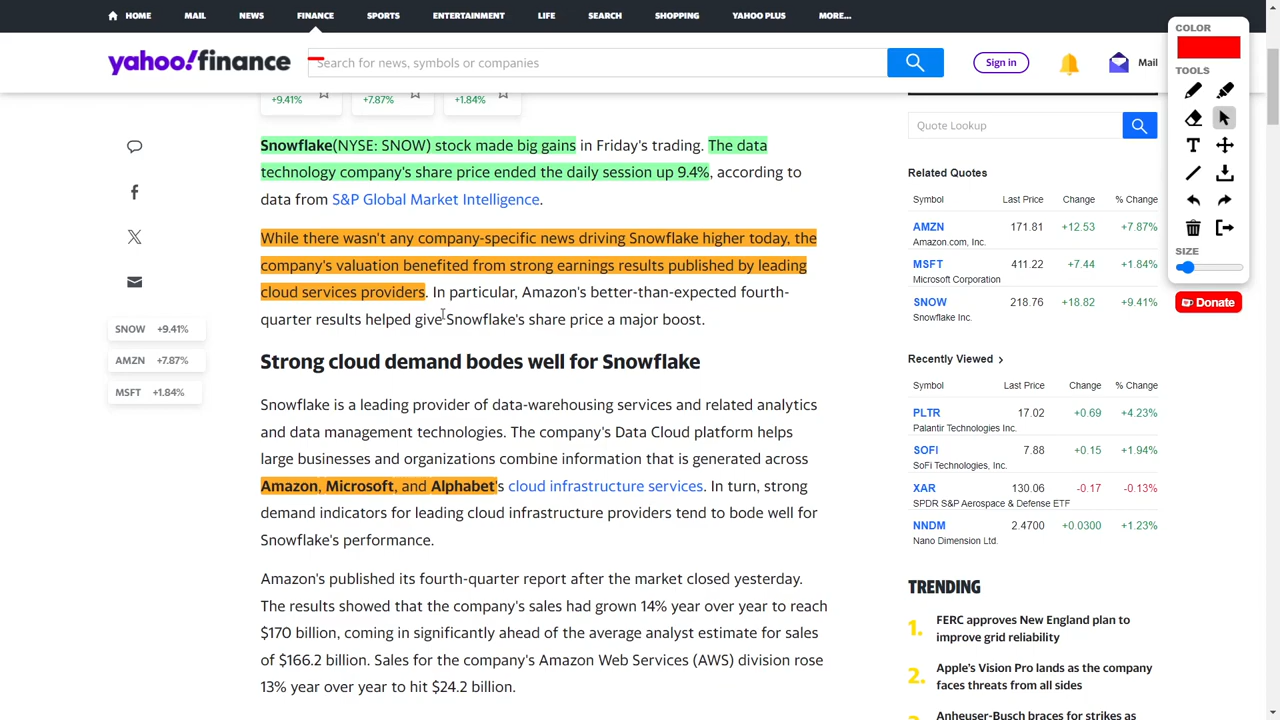 HOME MAIL NEWS FINANCE SPORTS ENTERTAINMENT LIFE SEARCH SHOPPING YAHOO PLUS MORE...
yahoo!finance
Search for news, symbols or companies
Sign in
Mail
+9.41% +7.87% +1.84%
Snowflake(NYSE: SNOW) stock made big gains in Friday's trading. The data
technology company's share price ended the daily session up 9.4%, according to
data from S&P Global Market Intelligence.
While there wasn't any company-specific news driving Snowflake higher today, the
company's valuation benefited from strong earnings results published by leading
cloud services providers. In particular, Amazon's better-than-expected fourth-
quarter results helped give Snowflake's share price a major boost.
SNOW +9.41%
AMZN +7.87%
MSFT +1.84%
Strong cloud demand bodes well for Snowflake
Snowflake is a leading provider of data-warehousing services and related analytics
and data management technologies. The company's Data Cloud platform helps
large businesses and organizations combine information that is generated across
Amazon, Microsoft, and Alphabet's cloud infrastructure services. In turn, strong
demand indicators for leading cloud infrastructure providers tend to bode well for
Snowflake's performance.
Amazon's published its fourth-quarter report after the market closed yesterday.
The results showed that the company's sales had grown 14% year over year to reach
$170 billion, coming in significantly ahead of the average analyst estimate for sales
of $166.2 billion. Sales for the company's Amazon Web Services (AWS) division rose
13% year over year to hit $24.2 billion.
Quote Lookup
Related Quotes
Symbol Last Price Change % Change
AMZN 171.81 +12.53 +7.87%
Amazon.com, Inc.
MSFT 411.22 +7.44 +1.84%
Microsoft Corporation
SNOW 218.76 +18.82 +9.41%
Snowflake Inc.
Recently Viewed
Symbol Last Price Change % Change
PLTR 17.02 +0.69 +4.23%
Palantir Technologies Inc.
SOFI 7.88 +0.15 +1.94%
SoFi Technologies, Inc.
XAR 130.06 -0.17 -0.13%
SPDR S&P Aerospace & Defense ETF
NNDM 2.4700 +0.0300 +1.23%
Nano Dimension Ltd.
TRENDING
1. FERC approves New England plan to
improve grid reliability
2. Apple's Vision Pro lands as the company
faces threats from all sides
Anheuser-Busch braces for strikes as
COLOR
TOOLS
T
SIZE
Donate